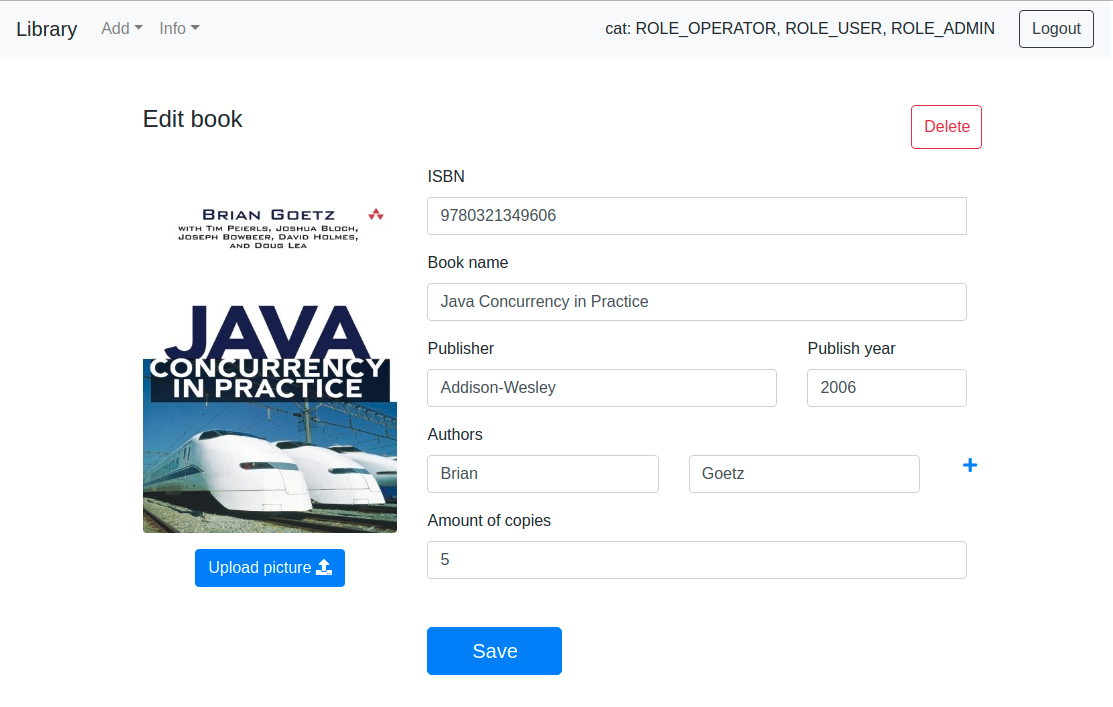 Library Add Info cat: ROLE_OPERATOR, ROLE_USER, ROLE_ADMIN Logout
Edit book Delete
BRIAN GOETZ
WITH TIM PEIERLS, JOSHUA BLOCH,
JOSEPH BOWBEER, DAVID HOLMES,
AND DOUG LEA
JAVA
CONCURRENCY
IN PRACTICE
Upload picture
ISBN
9780321349606
Book name
Java Concurrency in Practice
Publisher Publish year
Addison-Wesley 2006
Authors
Brian Goetz
Amount of copies
5
Save